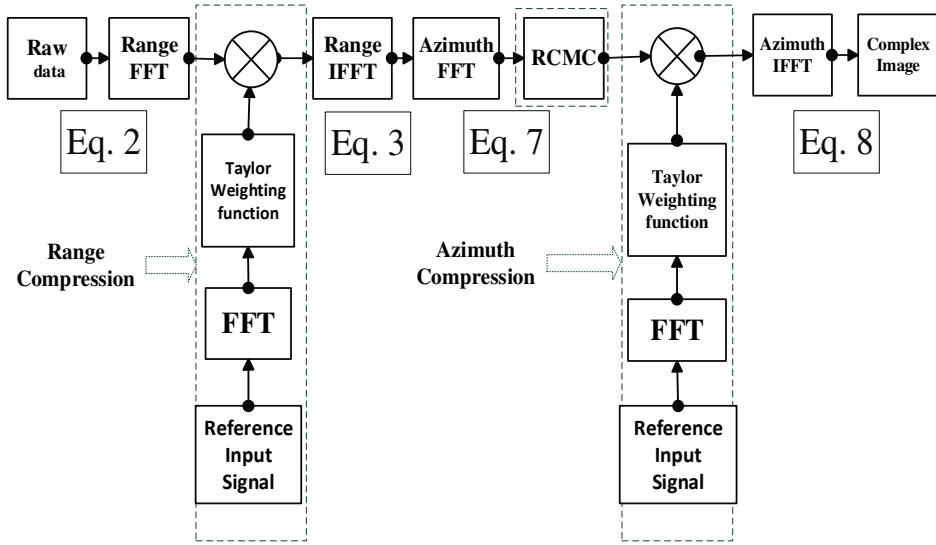 Raw
data
Range
FFT
Range
IFFT
Azimuth
FFT
RCMC
Azimuth
IFFT
Complex
Image
Eq. 2
Eq. 3
Eq. 7
Eq. 8
Taylor
Weighting
function
Taylor
Weighting
function
Range
Compression
Azimuth
Compression
FFT
FFT
Reference
Input
Signal
Reference
Input
Signal